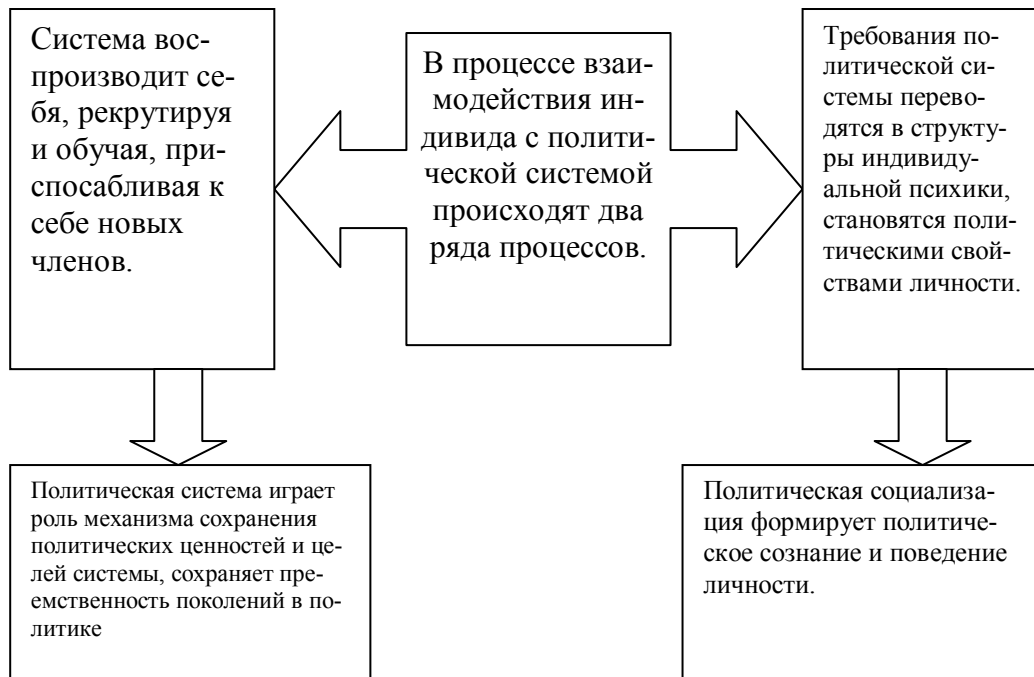 Система вос-
производит се-
бя, рекрутируя
и обучая, при-
спосабливая к
себе новых
членов.
В процессе взаи-
модействия ин-
дивида с полити-
ческой системой
происходят два
ряда процессов.
Требования по-
литической си-
стемы перево-
дятся в структу-
ры индивиду-
альной психики,
становятся поли-
тическими свой-
ствами личности.
Политическая система играет
роль механизма сохранения
политических ценностей и це-
лей системы, сохраняет пре-
емственность поколений в по-
литике
Политическая социализа-
ция формирует политиче-
ское сознание и поведение
личности.